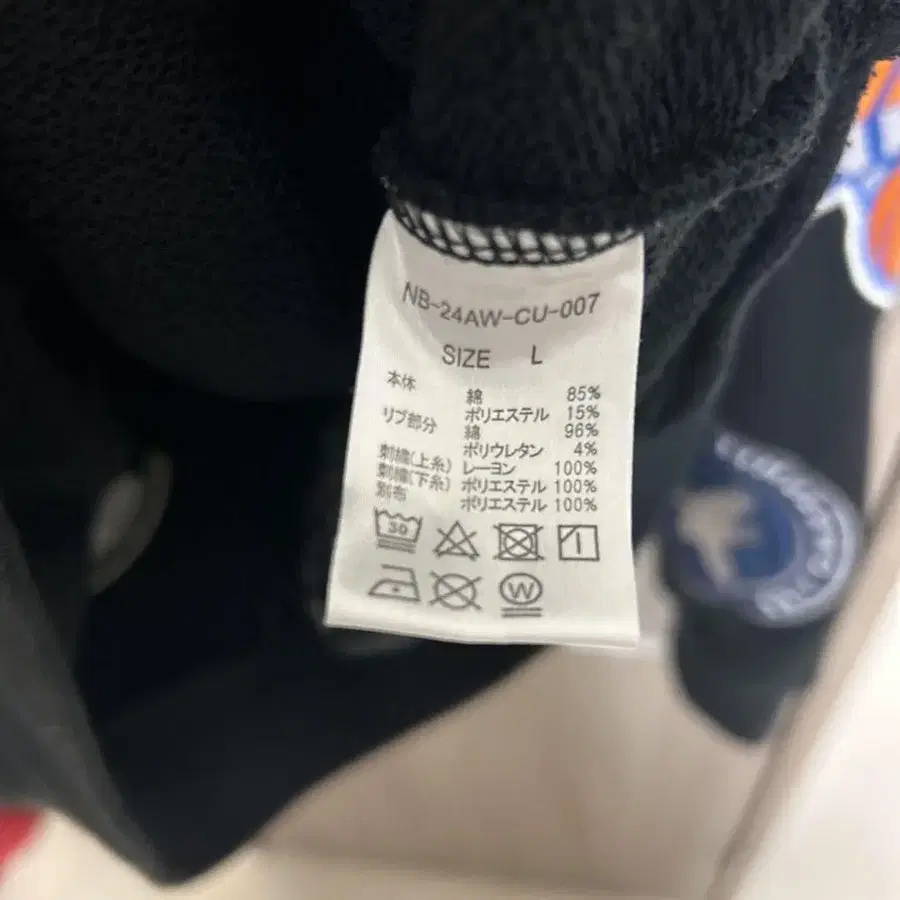 NB-24AW-CU-007
SIZE L
本体 綿 85%
ポリエステル 15%
リブ部分 綿 96%
ポリウレタン 4%
刺繍(上糸) レーヨン 100%
刺繍(下糸) ポリエステル 100%
別布 ポリエステル 100%
30
W